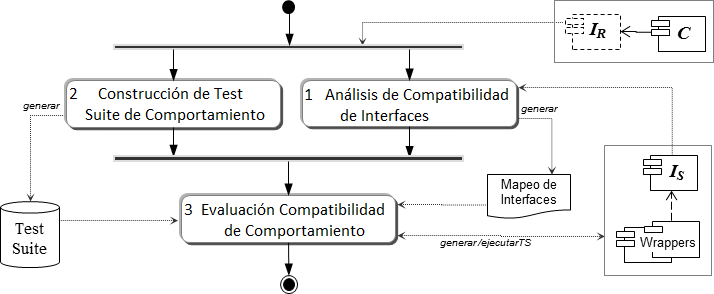 I_R
C
2 Construcción de Test
Suite de Comportamiento
1 Análisis de Compatibilidad
de Interfaces
generar
generar
I_S
Mapeo de
Interfaces
3 Evaluación Compatibilidad
de Comportamiento
Test
Suite
generar/ejecutarTS
Wrappers